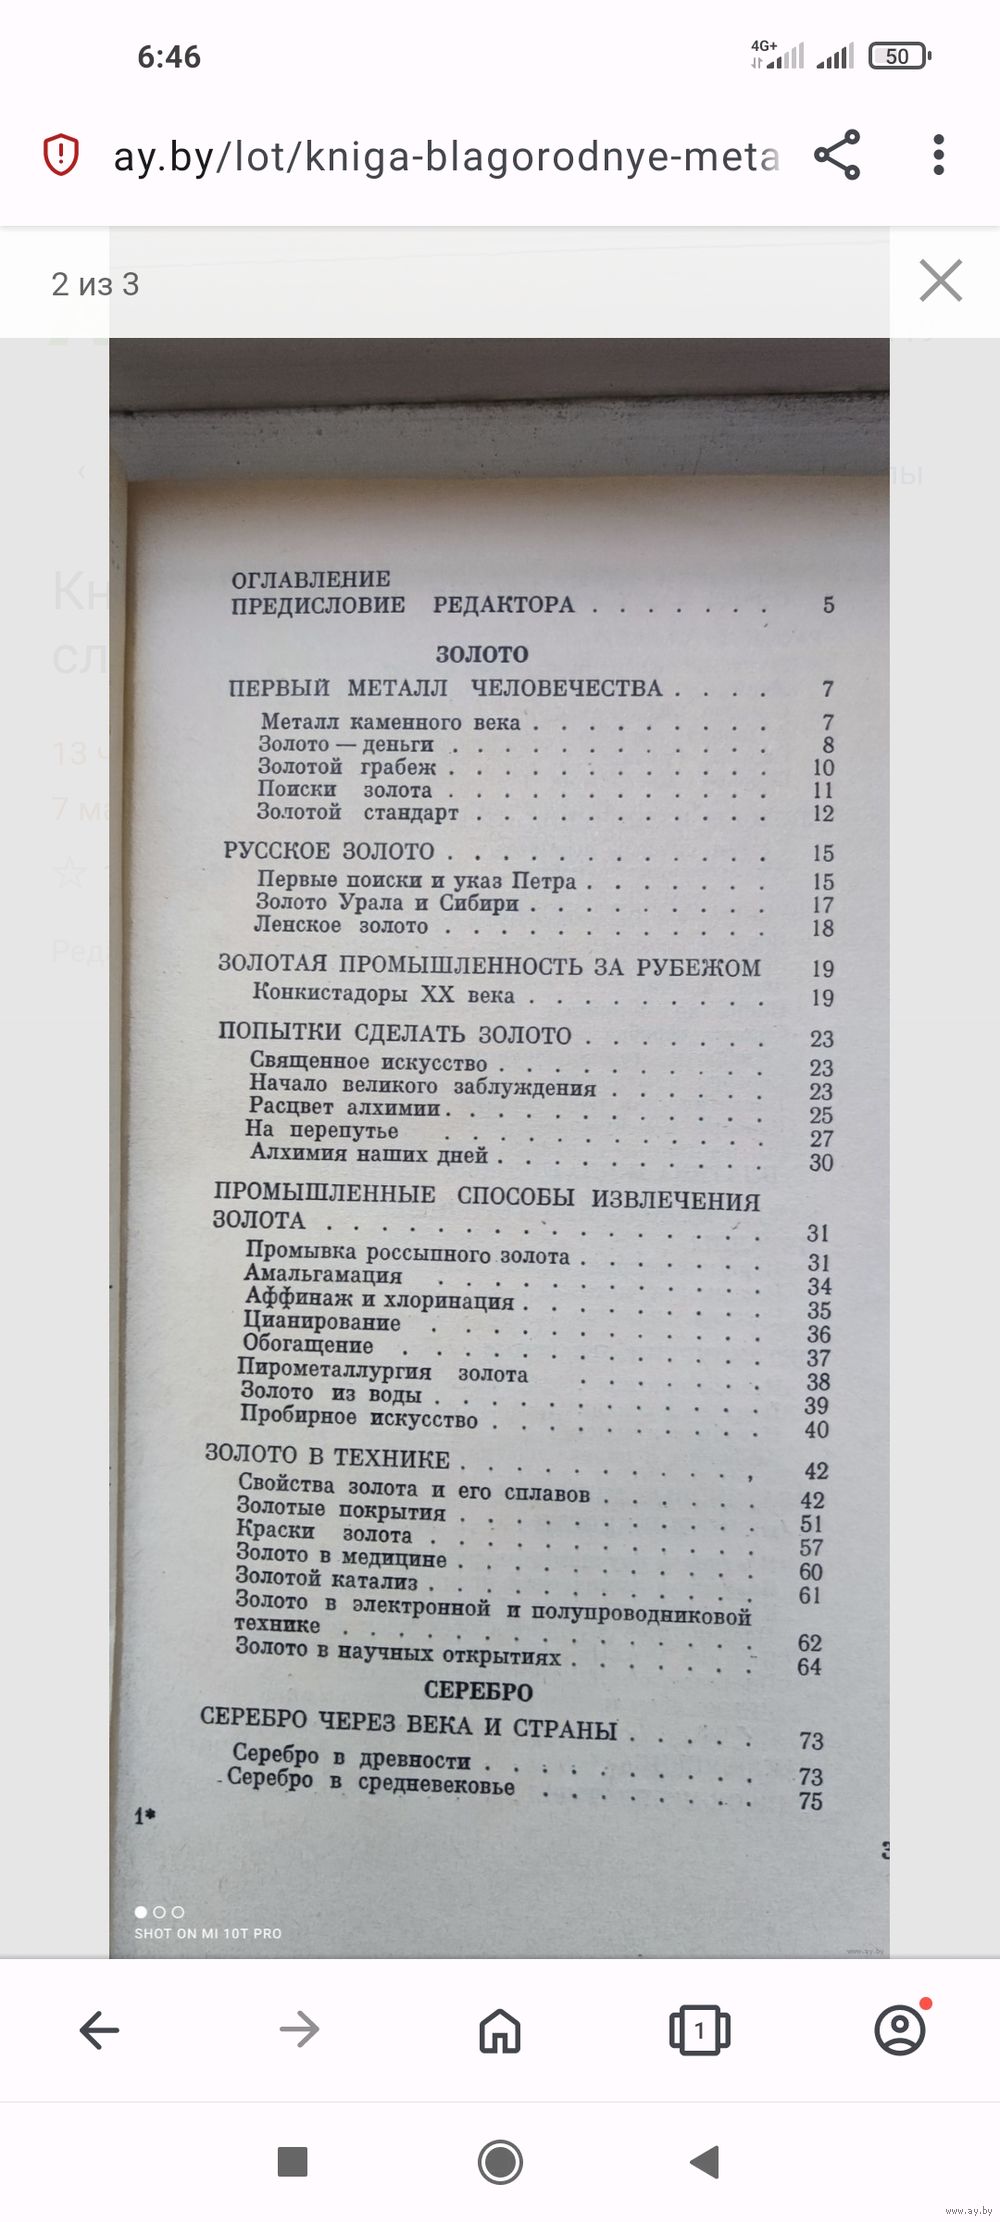 6:46
4G+
50
ay.by/lot/kniga-blagorodnye-meta
2 из 3
ОГЛАВЛЕНИЕ
ПРЕДИСЛОВИЕ РЕДАКТОРА . . . . . . . 5
ЗОЛОТО
ПЕРВЫЙ МЕТАЛЛ ЧЕЛОВЕЧЕСТВА . . . . 7
Металл каменного века . . . . . . . . . 7
Золото — деньги . . . . . . . . . . . . 8
Золотой грабеж . . . . . . . . . . . . 10
Поиски золота . . . . . . . . . . . . 11
Золотой стандарт . . . . . . . . . . . 12
РУССКОЕ ЗОЛОТО . . . . . . . . . . . . 15
Первые поиски и указ Петра . . . . . . . 15
Золото Урала и Сибири . . . . . . . . . 17
Ленское золото . . . . . . . . . . . . 18
ЗОЛОТАЯ ПРОМЫШЛЕННОСТЬ ЗА РУБЕЖОМ 19
Конкистадоры XX века . . . . . . . . . 19
ПОПЫТКИ СДЕЛАТЬ ЗОЛОТО . . . . . . . 23
Священное искусство . . . . . . . . . . 23
Начало великого заблуждения . . . . . . 23
Расцвет алхимии . . . . . . . . . . . . 25
На перепутье . . . . . . . . . . . . 27
Алхимия наших дней . . . . . . . . . . 30
ПРОМЫШЛЕННЫЕ СПОСОБЫ ИЗВЛЕЧЕНИЯ
ЗОЛОТА . . . . . . . . . . . . . . . . 31
Промывка россыпного золота . . . . . . . 31
Амальгамация . . . . . . . . . . . . 34
Аффинаж и хлоринация . . . . . . . . . 35
Цианирование . . . . . . . . . . . . 36
Обогащение . . . . . . . . . . . . . 37
Пирометаллургия золота . . . . . . . 38
Золото из воды . . . . . . . . . . . . 39
Пробирное искусство . . . . . . . . . . 40
ЗОЛОТО В ТЕХНИКЕ . . . . . . . . . . , 42
Свойства золота и его сплавов . . . . . . 42
Золотые покрытия . . . . . . . . . . . 51
Краски золота . . . . . . . . . . . . 57
Золото в медицине . . . . . . . . . . . 60
Золотой катализ . . . . . . . . . . . . 61
Золото в электронной и полупроводниковой
технике . . . . . . . . . . . . . . . 62
Золото в научных открытиях . . . . . . . 64
СЕРЕБРО
СЕРЕБРО ЧЕРЕЗ ВЕКА И СТРАНЫ . . . . . 73
Серебро в древности . . . . . . . . . . 73
Серебро в средневековье . . . . . . . . 75
1*
3
SHOT ON MI 10T PRO
www.ay.by
1
www.ay.by